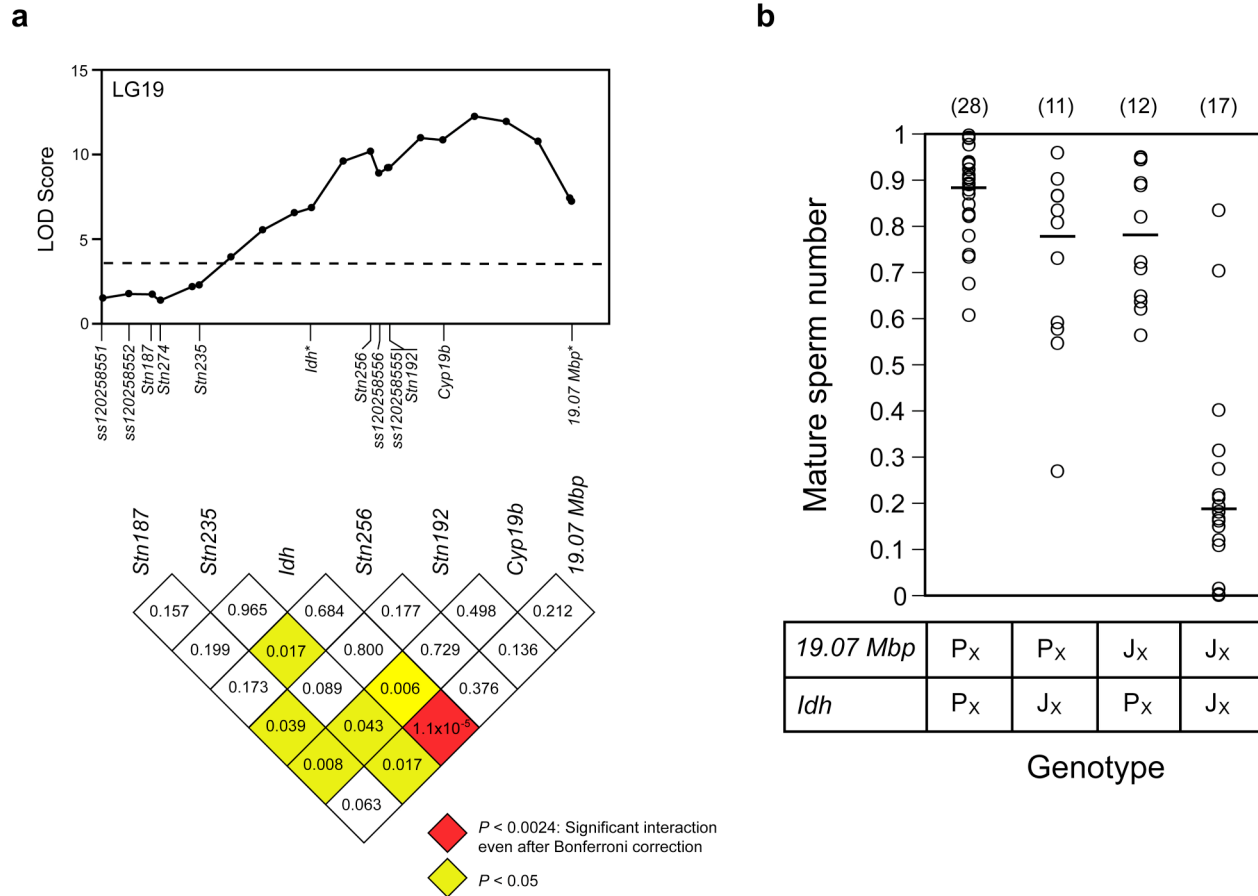 a
LG19
LOD Score
15
10
5
0
ss120258551
ss120258552
Stn187
Stn274
Stn235
Idh*
Stn256
ss120258556
ss120258555
Stn192
Cyp19b
19.07 Mbp*
Stn187
Stn235
Idh
Stn256
Stn192
Cyp19b
19.07 Mbp
0.157 0.965 0.684 0.177 0.498 0.212
0.199 0.017 0.800 0.729 0.136
0.173 0.089 0.006 0.376
0.039 0.043 1.1x10⁻⁵
0.008 0.017
0.063
P < 0.0024: Significant interaction
even after Bonferroni correction
P < 0.05
b
(28) (11) (12) (17)
Mature sperm number
1
0.9
0.8
0.7
0.6
0.5
0.4
0.3
0.2
0.1
0
19.07 Mbp Pₓ Pₓ Jₓ Jₓ
Idh Pₓ Jₓ Pₓ Jₓ
Genotype